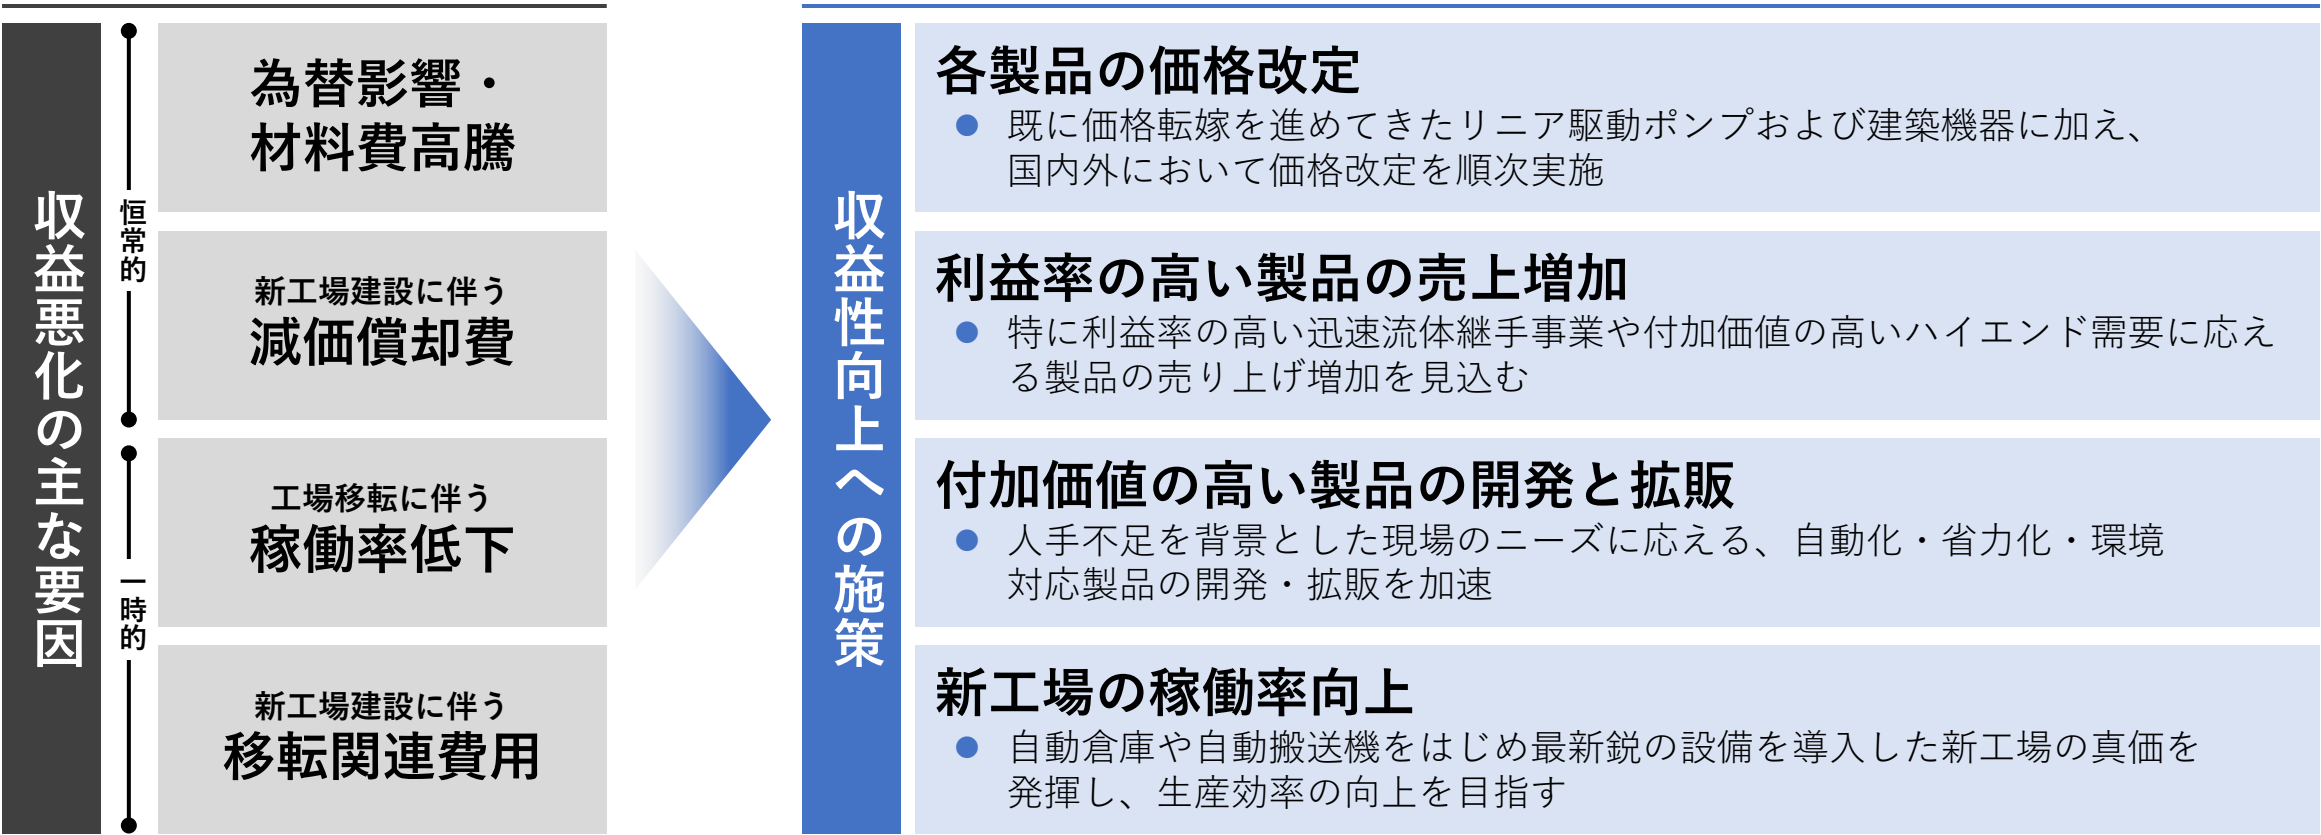 収益悪化の主な要因
恒常的
為替影響・
材料費高騰
新工場建設に伴う
減価償却費
一時的
工場移転に伴う
稼働率低下
新工場建設に伴う
移転関連費用
収益性向上への施策
各製品の価格改定
● 既に価格転嫁を進めてきたリニア駆動ポンプおよび建築機器に加え、
国内外において価格改定を順次実施
利益率の高い製品の売上増加
● 特に利益率の高い迅速流体継手事業や付加価値の高いハイエンド需要に応え
る製品の売り上げ増加を見込む
付加価値の高い製品の開発と拡販
● 人手不足を背景とした現場のニーズに応える、自動化・省力化・環境
対応製品の開発・拡販を加速
新工場の稼働率向上
● 自動倉庫や自動搬送機をはじめ最新鋭の設備を導入した新工場の真価を
発揮し、生産効率の向上を目指す